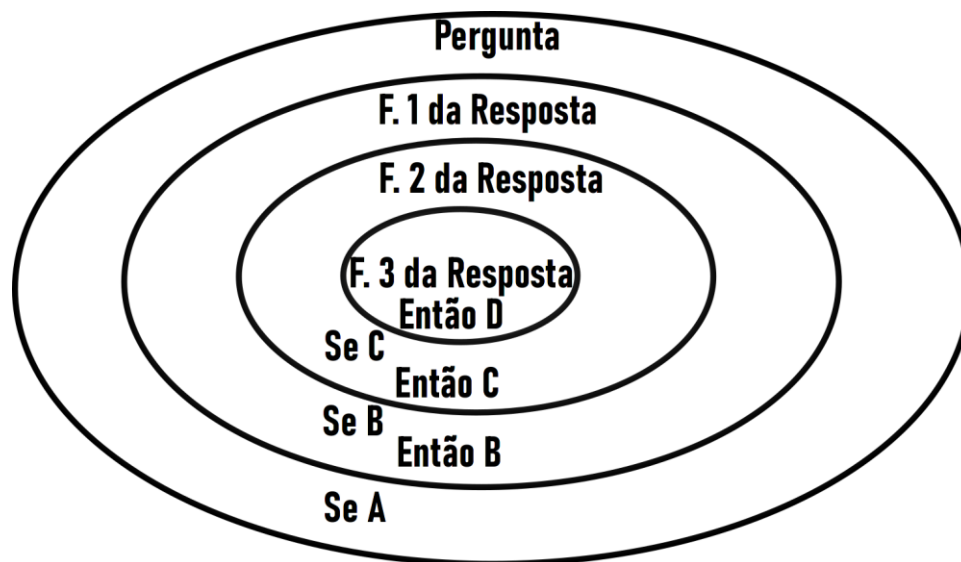 Pergunta
F. 1 da Resposta
F. 2 da Resposta
F. 3 da Resposta
Então D
Se C
Então C
Se B
Então B
Se A